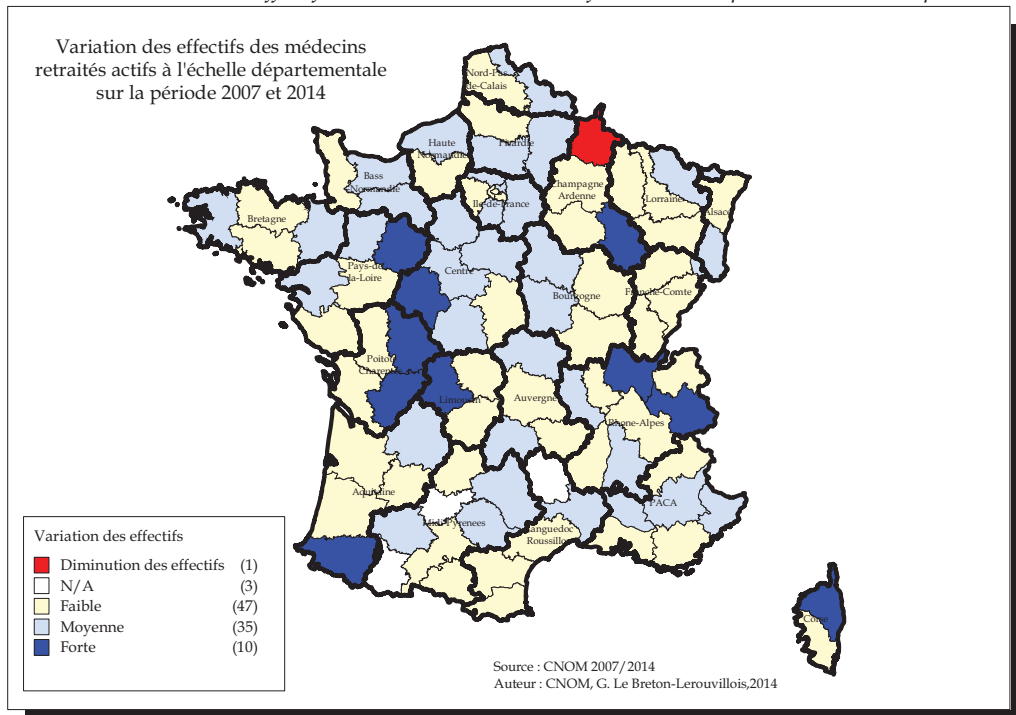 Variation des effectifs des médecins
retraités actifs à l'échelle départementale
sur la période 2007 et 2014
Nord-Pas
de-Calais
Haute
Normandie
Picardie
Bass
Normandie
Ile-de-France
Champagne
Ardenne
Lorraine
Alsace
Bretagne
Pays-de
la-Loire
Centre
Bourgogne
Franche-Comte
Poitou
Charente
Limousin
Auvergne
Rhone-Alpes
Aquitaine
Midi-Pyrenees
Languedoc
Roussillon
PACA
Corse
Variation des effectifs
Diminution des effectifs (1)
N/A (3)
Faible (47)
Moyenne (35)
Forte (10)
Source : CNOM 2007/2014
Auteur : CNOM, G. Le Breton-Lerouvillois,2014